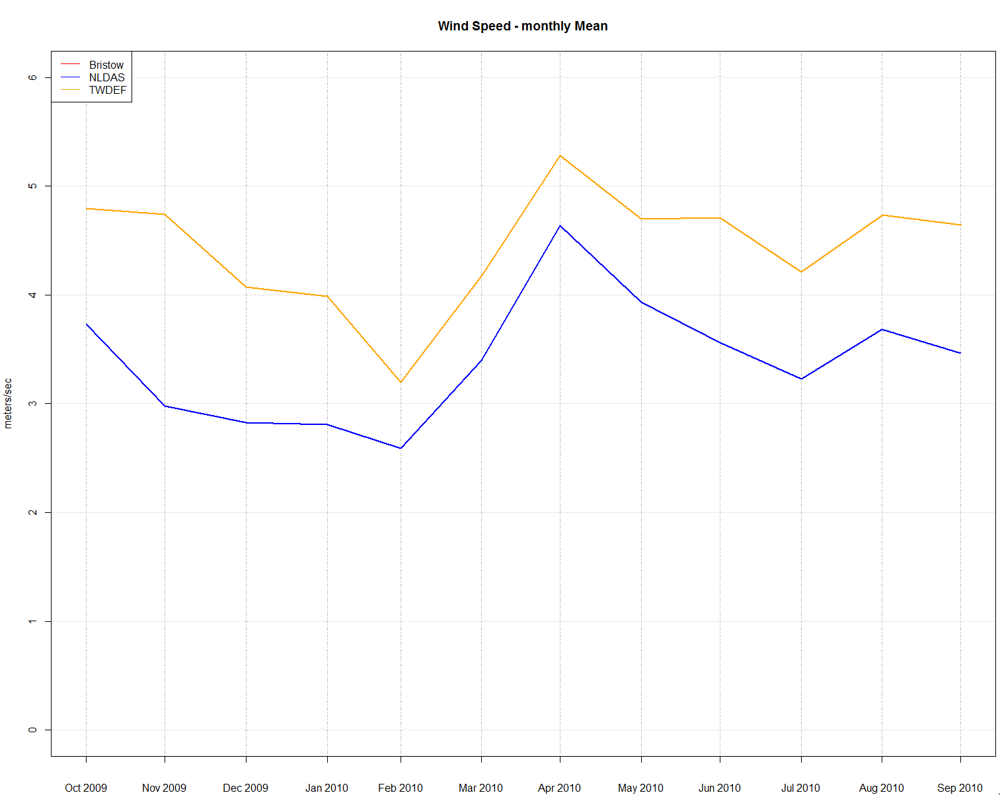 Wind Speed - monthly Mean
Bristow
NLDAS
TWDEF
6
5
4
3
2
1
0
meters/sec
Oct 2009 Nov 2009 Dec 2009 Jan 2010 Feb 2010 Mar 2010 Apr 2010 May 2010 Jun 2010 Jul 2010 Aug 2010 Sep 2010